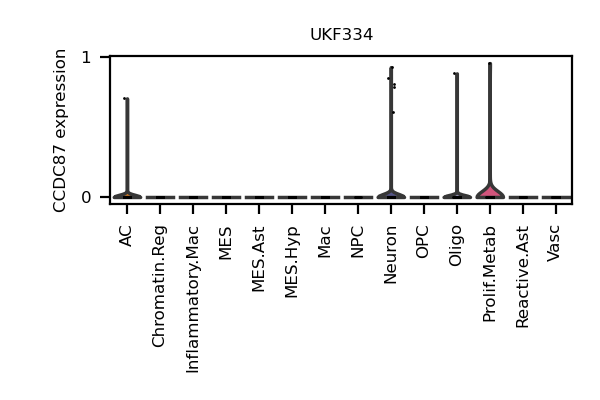 UKF334
CCDC87 expression
1
0
AC
Chromatin.Reg
Inflammatory.Mac
MES
MES.Ast
MES.Hyp
Mac
NPC
Neuron
OPC
Oligo
Prolif.Metab
Reactive.Ast
Vasc